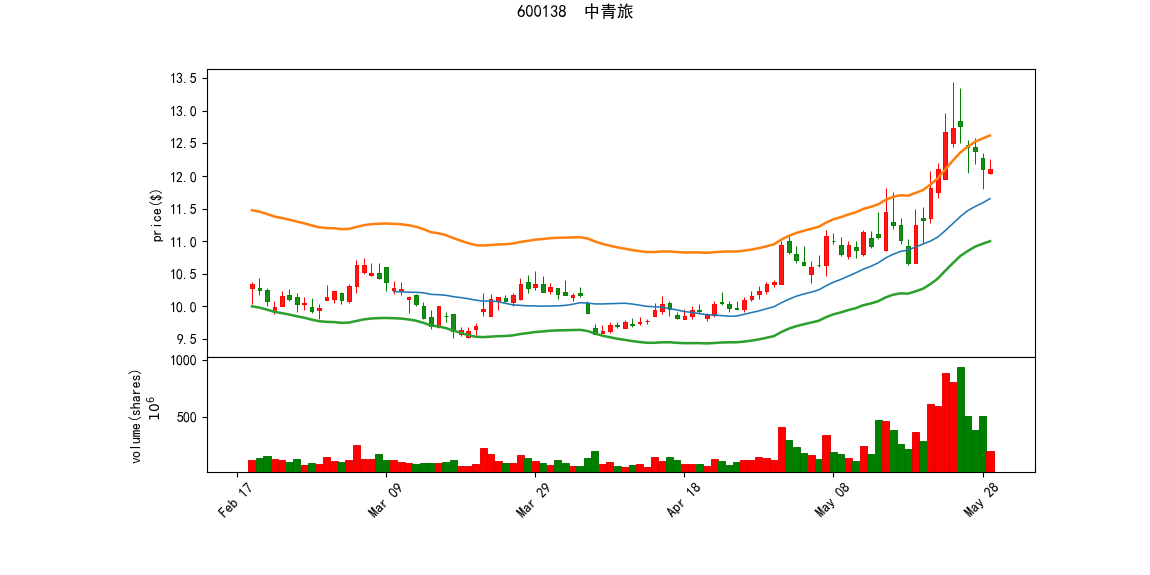 600138 中青旅
13.5
13.0
12.5
12.0
11.5
11.0
10.5
10.0
9.5
price($)
1000
500
volume(shares)
10^6
Feb 17
Mar 09
Mar 29
Apr 18
May 08
May 28